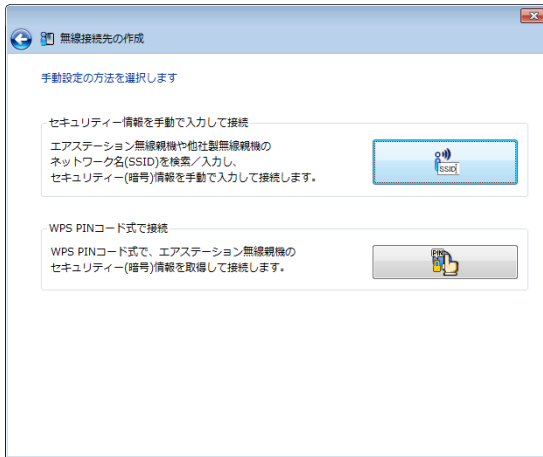 無線接続先の作成
手動設定の方法を選択します
セキュリティー情報を手動で入力して接続
エアステーション無線親機や他社製無線親機の
ネットワーク名(SSID)を検索／入力し、
セキュリティー(暗号)情報を手動で入力して接続します。
SSID
WPS PINコード式で接続
WPS PINコード式で、エアステーション無線親機の
セキュリティー(暗号)情報を取得して接続します。
PIN